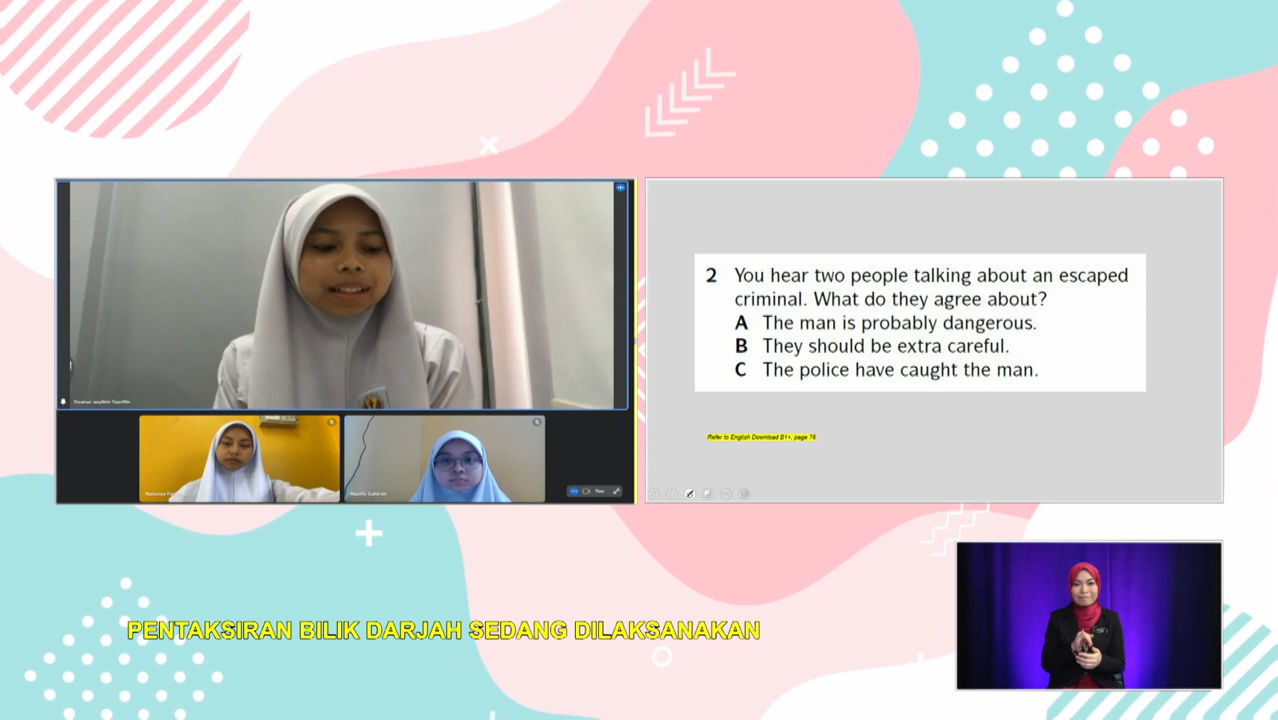 2 You hear two people talking about an escaped
criminal. What do they agree about?
A The man is probably dangerous.
B They should be extra careful.
C The police have caught the man.
Refer to English Download B1+, page 76
You
PENTAKSIRAN BILIK DARJAH SEDANG DILAKSANAKAN